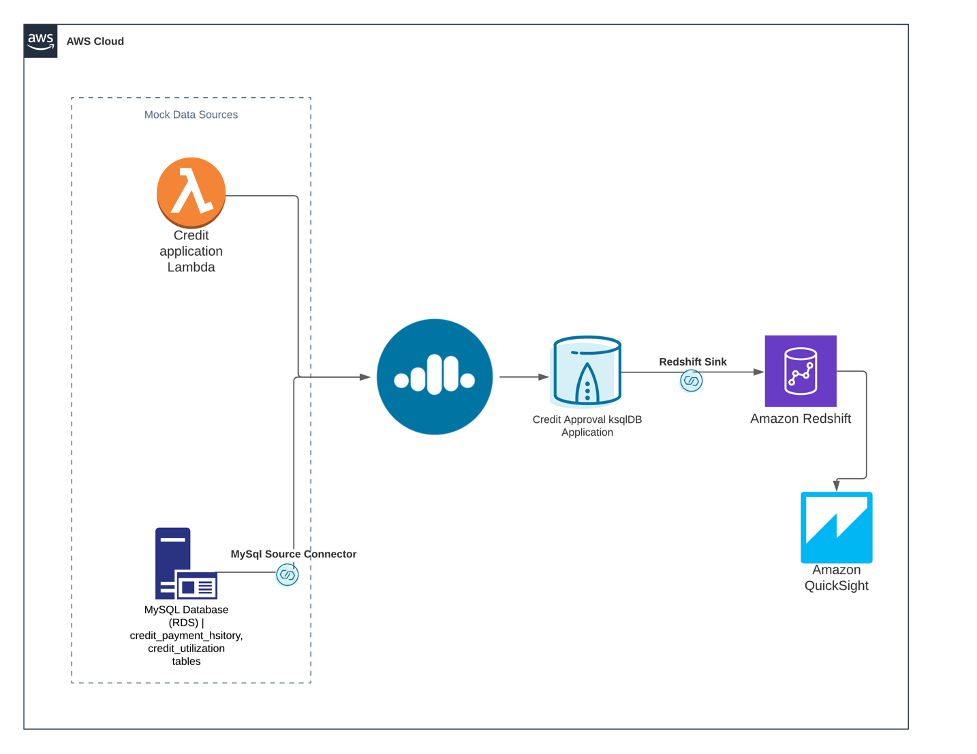 aws
AWS Cloud
Mock Data Sources
Credit
application
Lambda
MySql Source Connector
MySQL Database
(RDS) |
credit_payment_hsitory,
credit_utilization
tables
Credit Approval ksqlDB
Application
Redshift Sink
Amazon Redshift
Amazon
QuickSight